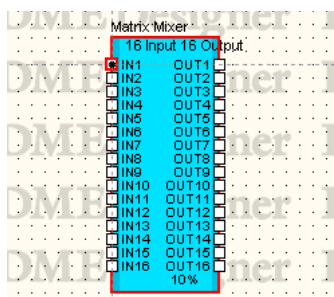 Matrix Mixer
16 Input 16 Output
IN1 OUT1
IN2 OUT2
IN3 OUT3
IN4 OUT4
IN5 OUT5
IN6 OUT6
IN7 OUT7
IN8 OUT8
IN9 OUT9
IN10 OUT10
IN11 OUT11
IN12 OUT12
IN13 OUT13
IN14 OUT14
IN15 OUT15
IN16 OUT16
10%